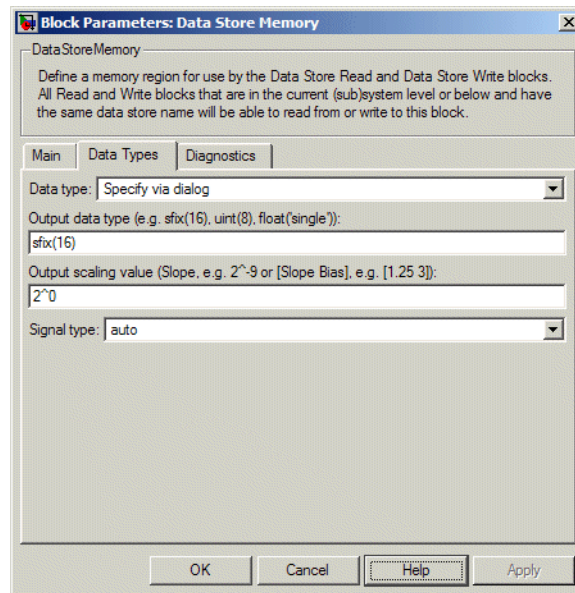 Block Parameters: Data Store Memory
DataStoreMemory
Define a memory region for use by the Data Store Read and Data Store Write blocks.
All Read and Write blocks that are in the current (sub)system level or below and have
the same data store name will be able to read from or write to this block.
Main Data Types Diagnostics
Data type: Specify via dialog
Output data type (e.g. sfix(16), uint(8), float('single')):
sfix(16)
Output scaling value (Slope, e.g. 2^-9 or [Slope Bias], e.g. [1.25 3]):
2^0
Signal type: auto
OK Cancel Help Apply